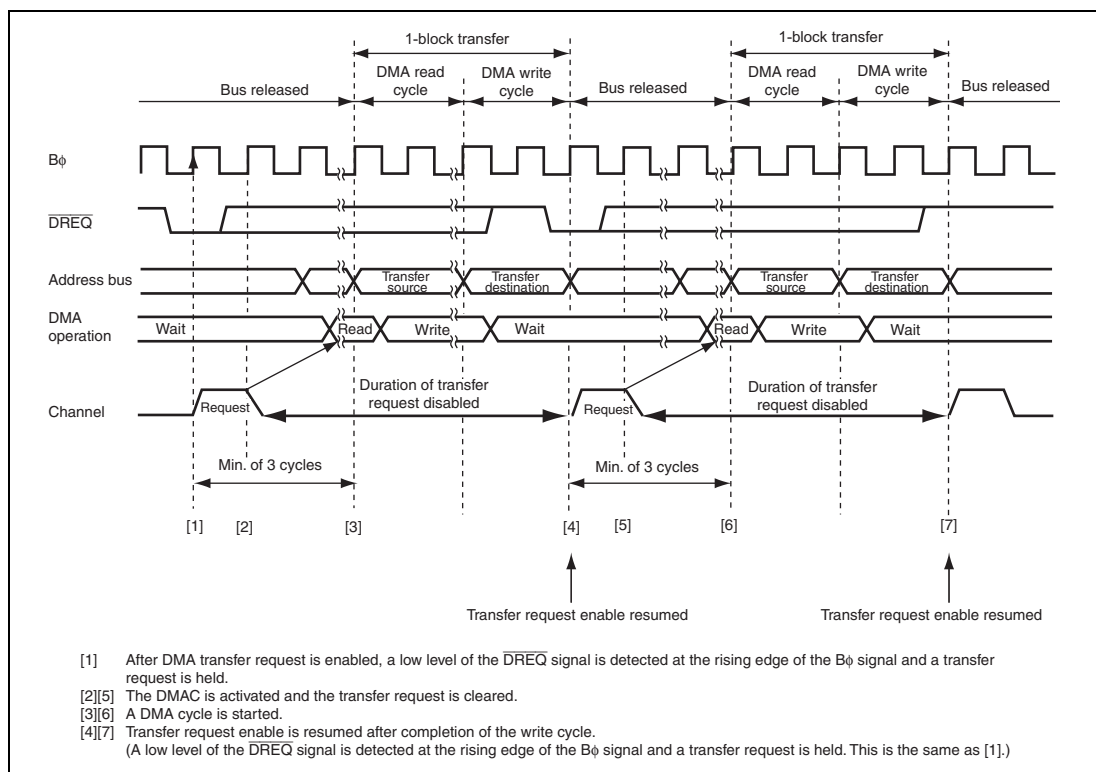 1-block transfer 1-block transfer
Bus released DMA read cycle DMA write cycle Bus released DMA read cycle DMA write cycle Bus released
Bϕ
DREQ
Address bus Transfer source Transfer destination Transfer source Transfer destination
DMA operation Wait Read Write Wait Read Write Wait
Channel Request Duration of transfer request disabled Request Duration of transfer request disabled
Min. of 3 cycles Min. of 3 cycles
[1] [2] [3] [4] [5] [6] [7]
Transfer request enable resumed Transfer request enable resumed
[1] After DMA transfer request is enabled, a low level of the DREQ signal is detected at the rising edge of the Bϕ signal and a transfer
request is held.
[2][5] The DMAC is activated and the transfer request is cleared.
[3][6] A DMA cycle is started.
[4][7] Transfer request enable is resumed after completion of the write cycle.
(A low level of the DREQ signal is detected at the rising edge of the Bϕ signal and a transfer request is held. This is the same as [1].)